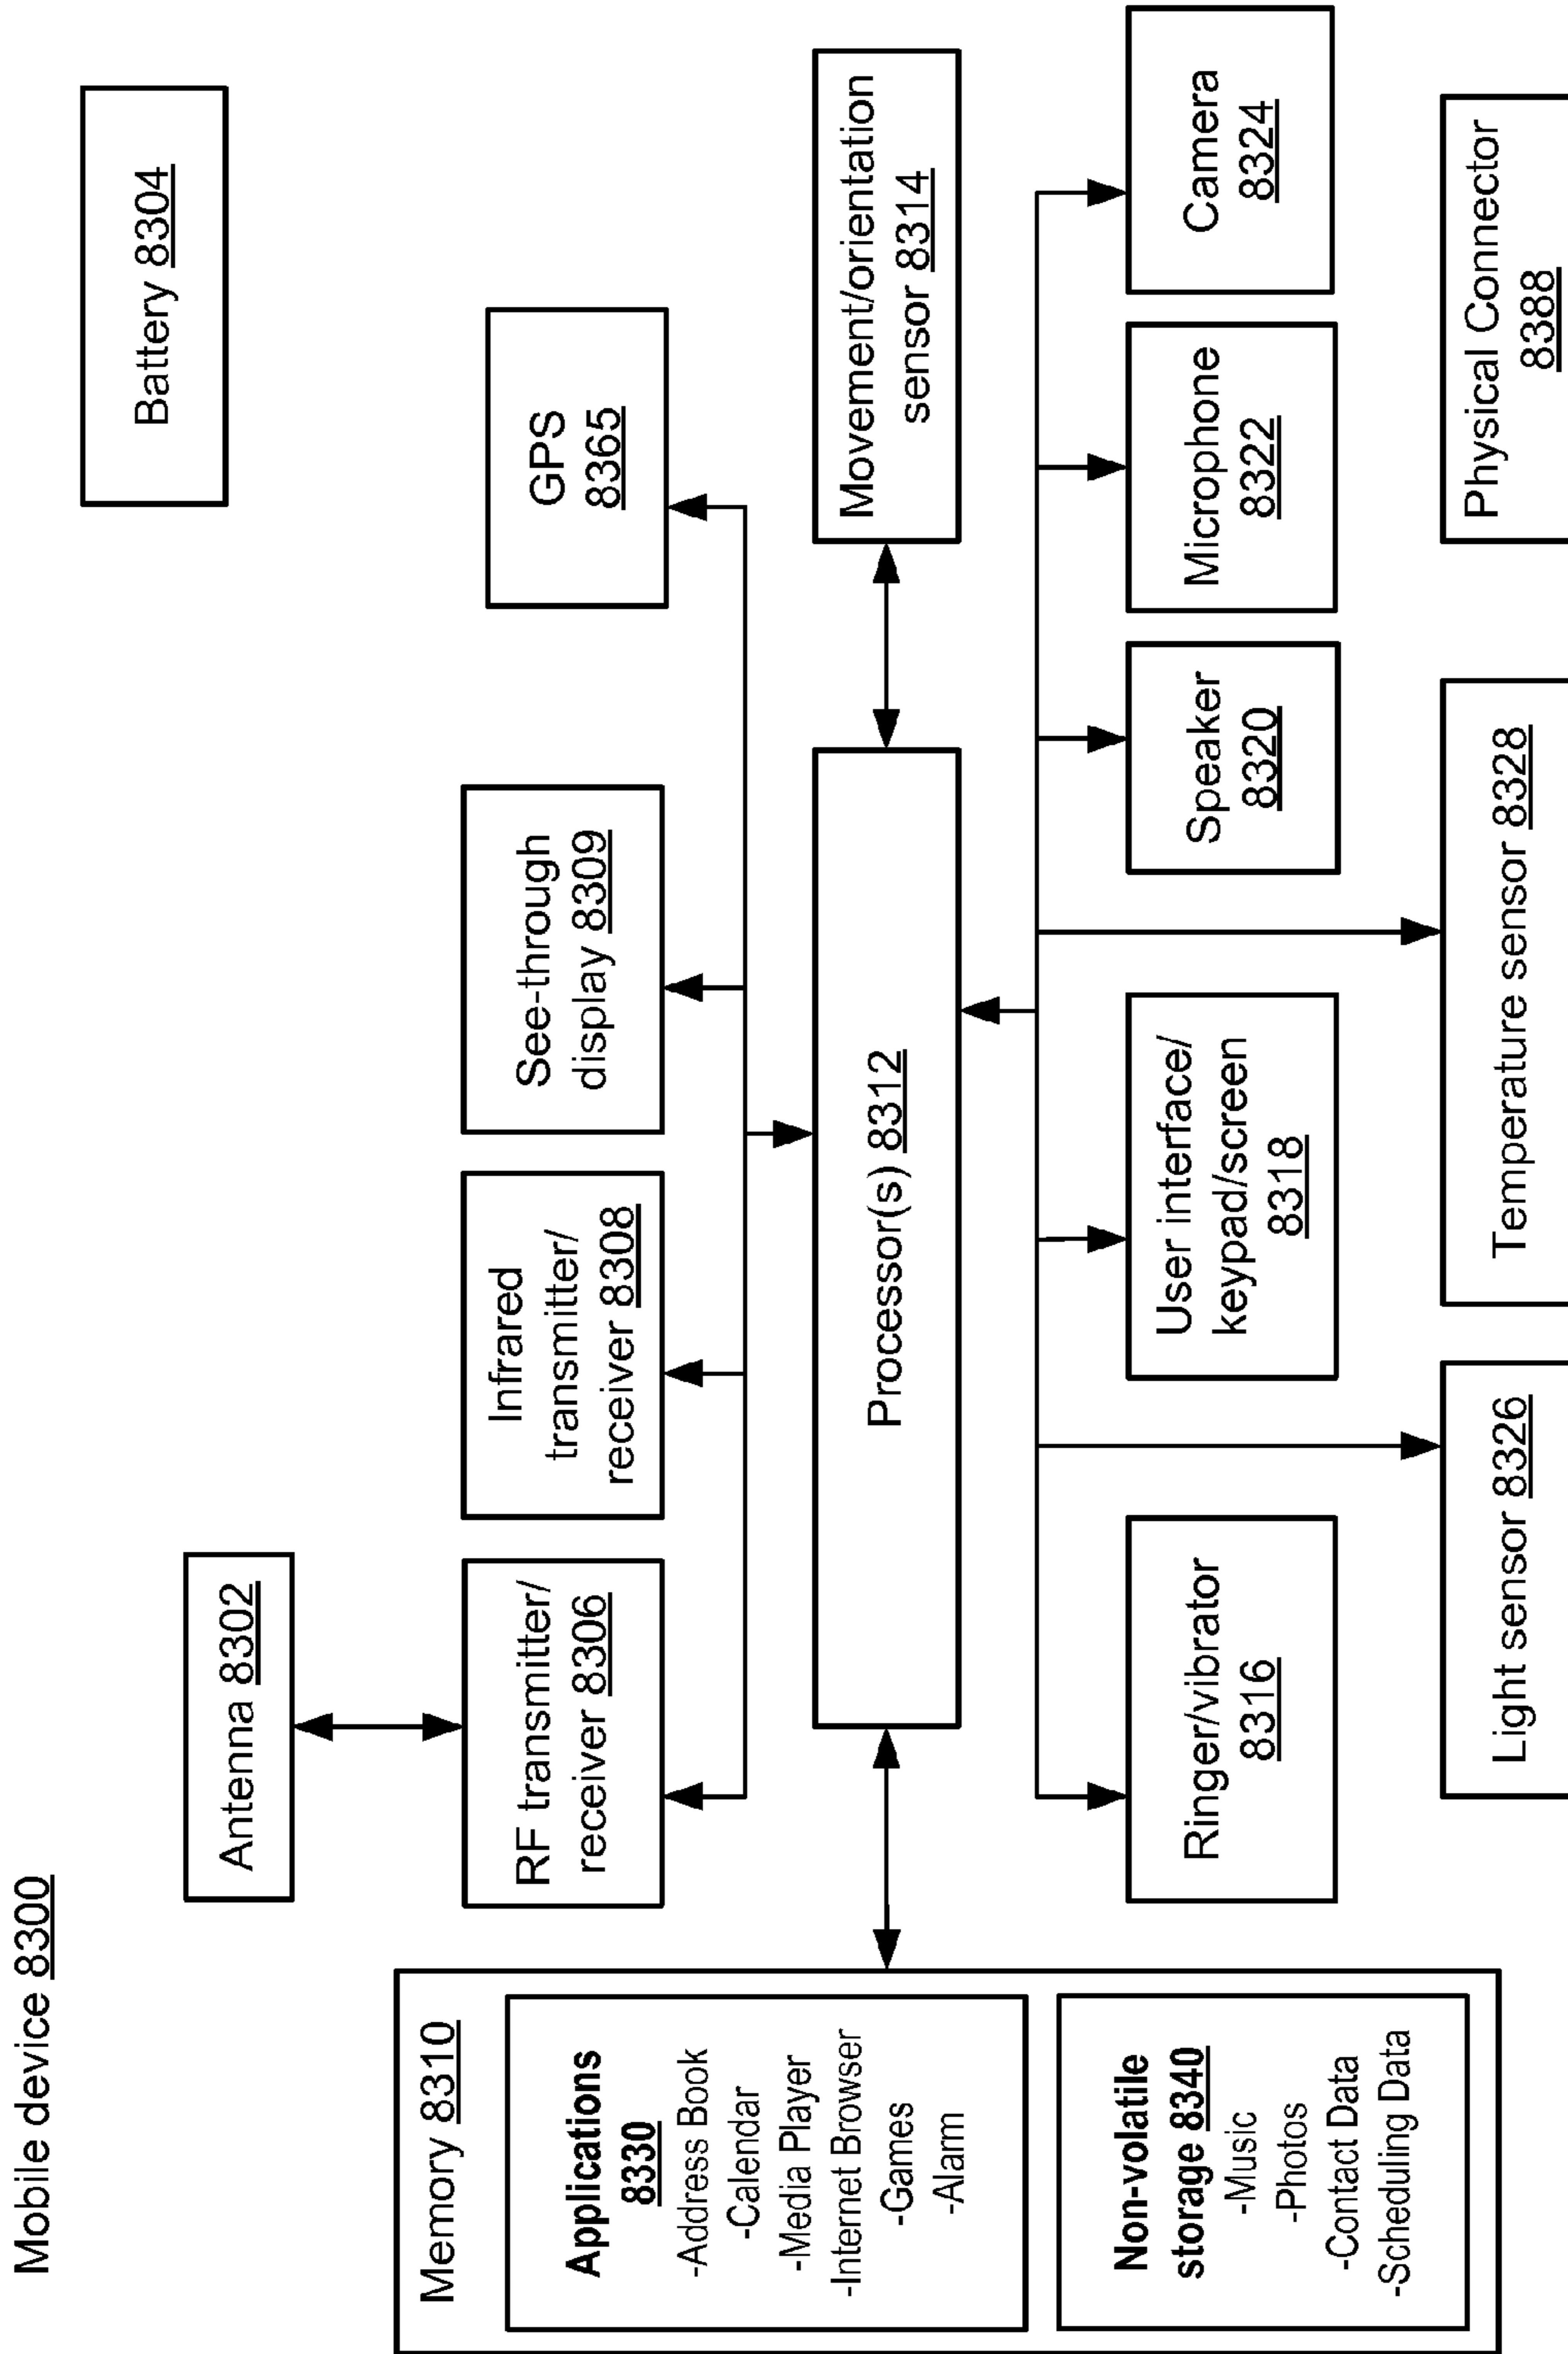 Mobile device 8300
Antenna 8302
Battery 8304
RF transmitter/
receiver 8306
Infrared
transmitter/
receiver 8308
See-through
display 8309
GPS
8365
Memory 8310
Applications
8330
-Address Book
-Calendar
-Media Player
-Internet Browser
-Games
-Alarm
Non-volatile
storage 8340
-Music
-Photos
-Contact Data
-Scheduling Data
Processor(s) 8312
Movement/orientation
sensor 8314
Ringer/vibrator
8316
User interface/
keypad/screen
8318
Speaker
8320
Microphone
8322
Camera
8324
Light sensor 8326
Temperature sensor 8328
Physical Connector
8388